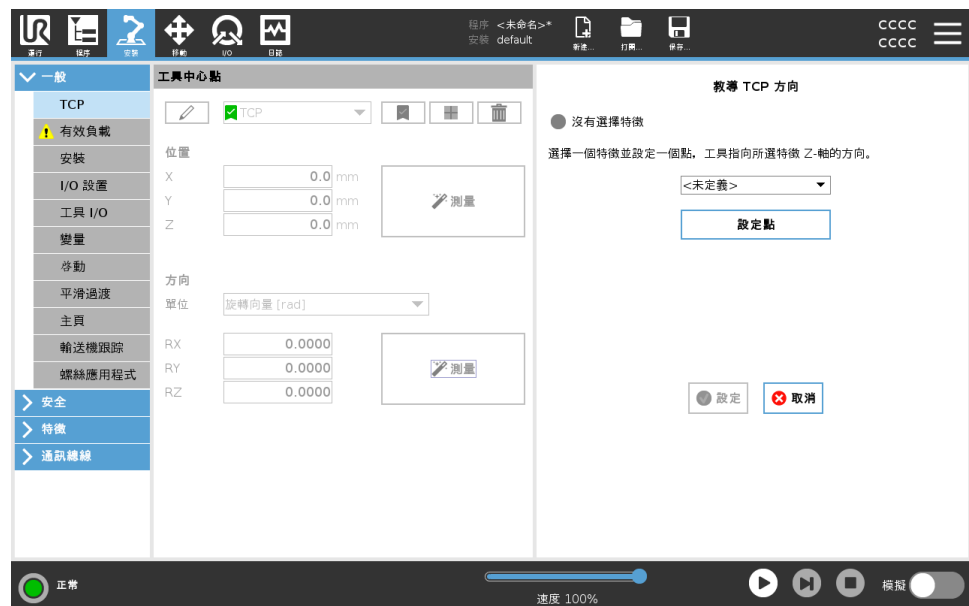 UR
運行
程序
安裝
移動
I/O
日誌
程序 <未命名>*
安裝 default
新建...
打開...
保存...
CCCC
CCCC
一般
TCP
有效負載
安裝
I/O 設置
工具 I/O
變量
啓動
平滑過渡
主頁
輸送機跟踪
螺絲應用程式
安全
特徵
通訊總線
工具中心點
TCP
位置
X 0.0 mm
Y 0.0 mm
Z 0.0 mm
測量
方向
單位 旋轉向量 [rad]
RX 0.0000
RY 0.0000
RZ 0.0000
測量
教導 TCP 方向
沒有選擇特徵
選擇一個特徵並設定一個點，工具指向所選特徵 Z-軸的方向。
<未定義>
設定點
設定
取消
正常
速度 100%
模擬